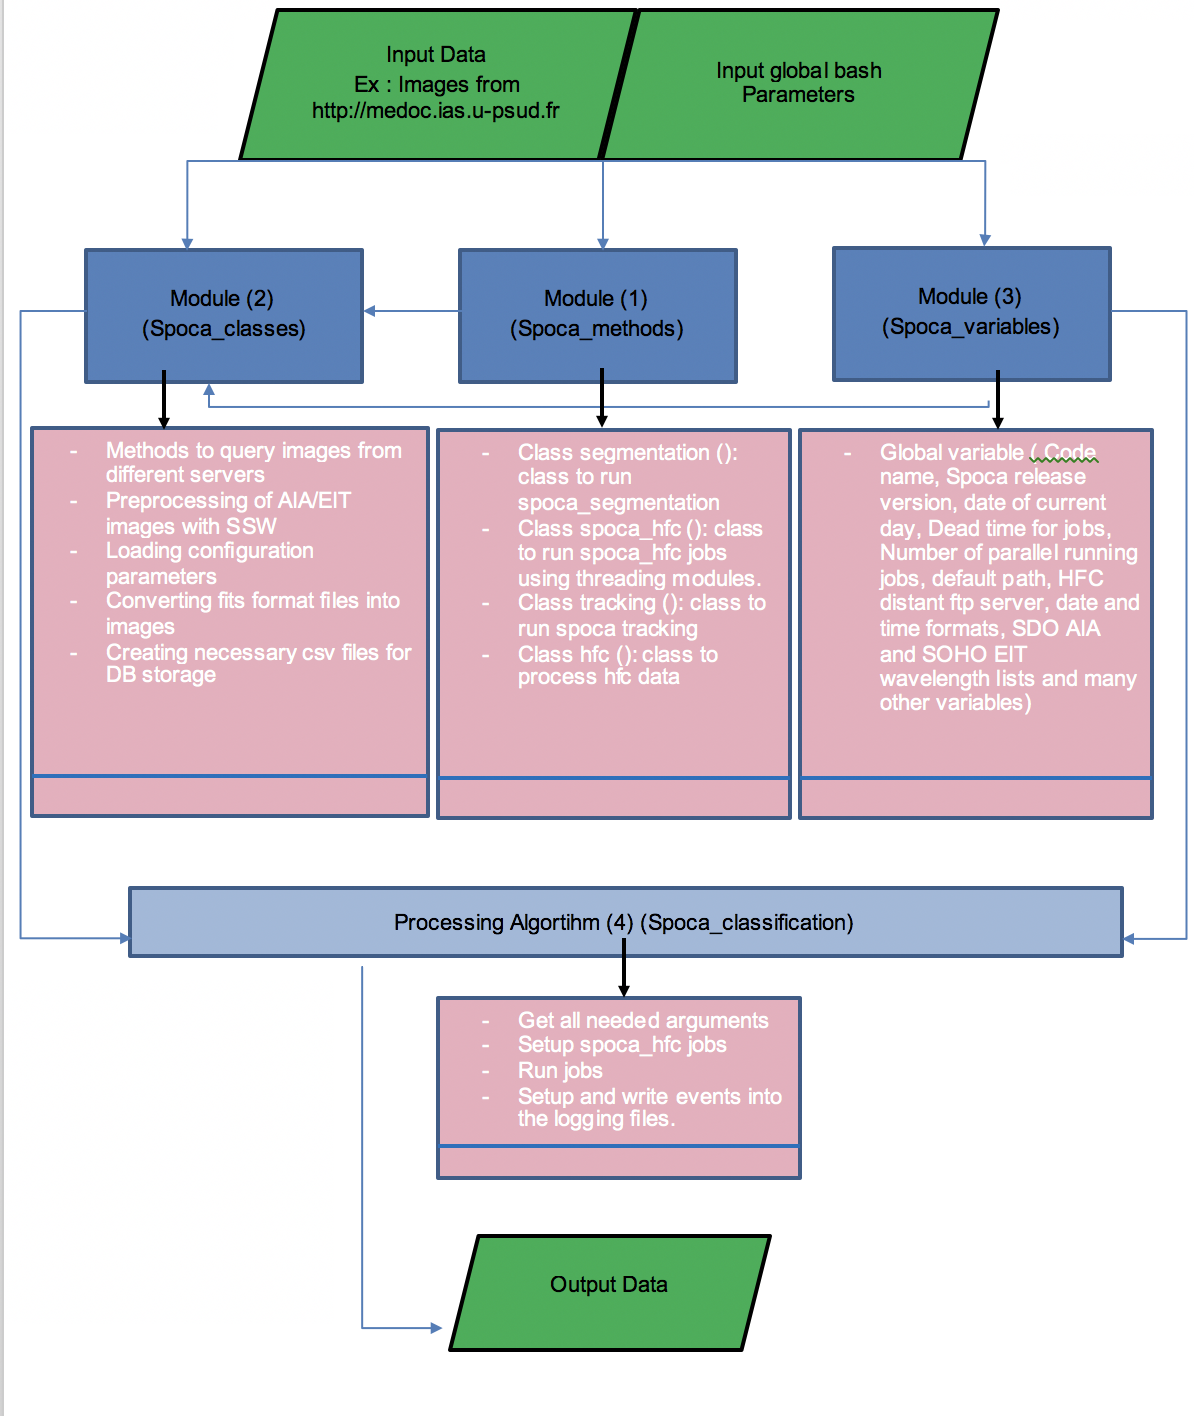 Input Data
Ex : Images from
http://medoc.ias.u-psud.fr
Input global bash
Parameters
Module (2)
(Spoca_classes)
Module (1)
(Spoca_methods)
Module (3)
(Spoca_variables)
- Methods to query images from
different servers
- Preprocessing of AIA/EIT
images with SSW
- Loading configuration
parameters
- Converting fits format files into
images
- Creating necessary csv files for
DB storage
- Class segmentation ():
class to run
spoca_segmentation
- Class spoca_hfc (): class
to run spoca_hfc jobs
using threading modules.
- Class tracking (): class to
run spoca tracking
- Class hfc (): class to
process hfc data
- Global variable ( Code
name, Spoca release
version, date of current
day, Dead time for jobs,
Number of parallel running
jobs, default path, HFC
distant ftp server, date and
time formats, SDO AIA
and SOHO EIT
wavelength lists and many
other variables)
Processing Algortihm (4) (Spoca_classification)
- Get all needed arguments
- Setup spoca_hfc jobs
- Run jobs
- Setup and write events into
the logging files.
Output Data